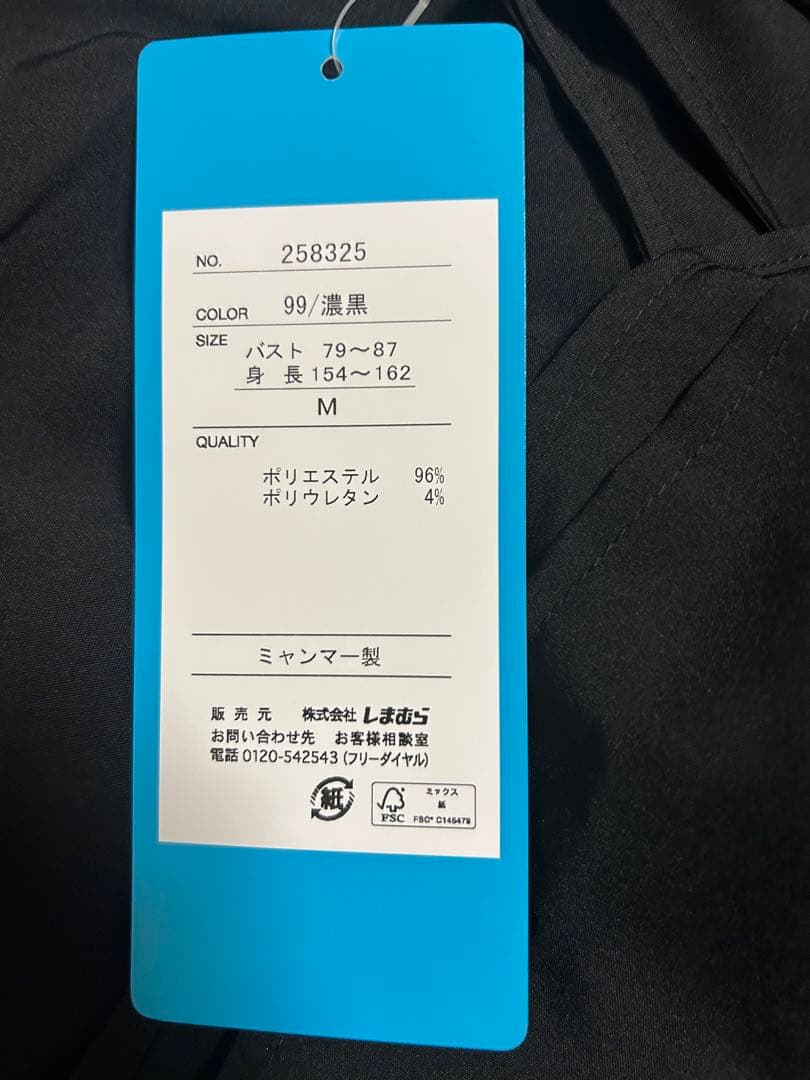 NO. 258325
COLOR 99/濃黒
SIZE
バスト 79〜87
身 長 154〜162
M
QUALITY
ポリエステル 96%
ポリウレタン 4%
ミャンマー製
販 売 元 株式会社 しまむら
お問い合わせ先 お客様相談室
電話 0120-542543 (フリーダイヤル)
紙
ミックス
紙
FSC FSC® C145479